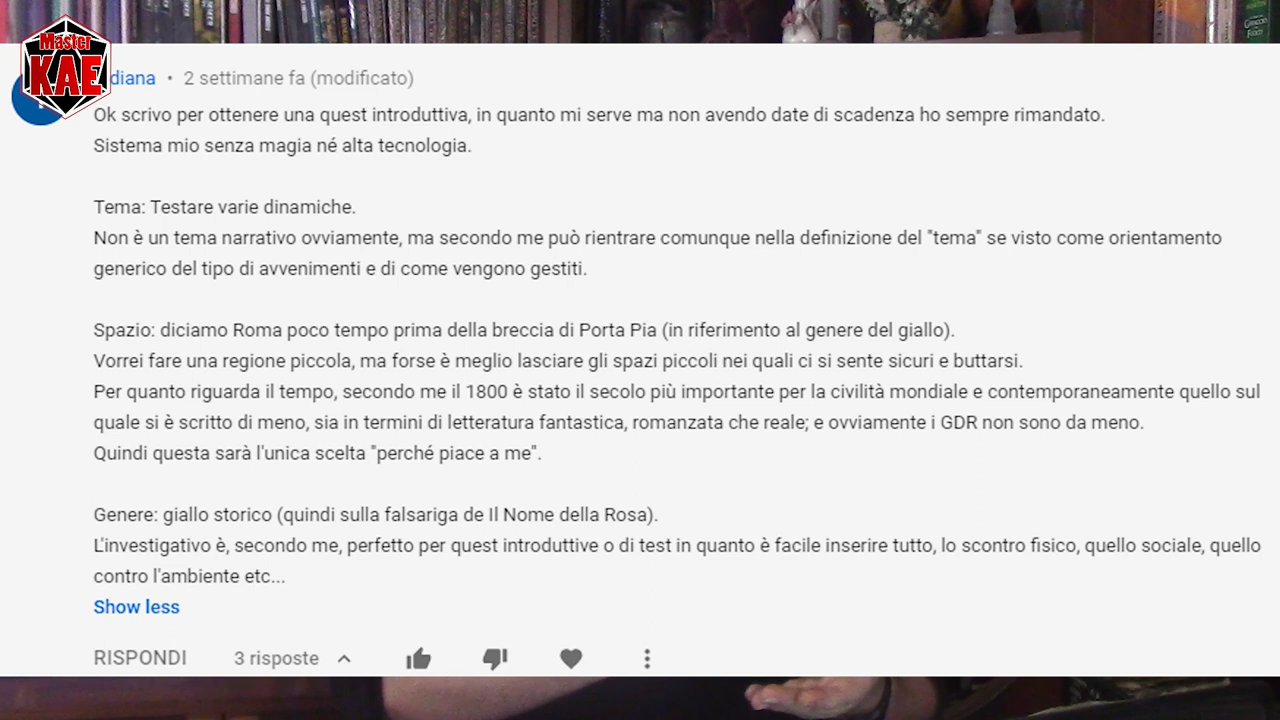 Master
KAE
diana • 2 settimane fa (modificato)
Ok scrivo per ottenere una quest introduttiva, in quanto mi serve ma non avendo date di scadenza ho sempre rimandato.
Sistema mio senza magia né alta tecnologia.
Tema: Testare varie dinamiche.
Non è un tema narrativo ovviamente, ma secondo me può rientrare comunque nella definizione del "tema" se visto come orientamento
generico del tipo di avvenimenti e di come vengono gestiti.
Spazio: diciamo Roma poco tempo prima della breccia di Porta Pia (in riferimento al genere del giallo).
Vorrei fare una regione piccola, ma forse è meglio lasciare gli spazi piccoli nei quali ci si sente sicuri e buttarsi.
Per quanto riguarda il tempo, secondo me il 1800 è stato il secolo più importante per la civilità mondiale e contemporaneamente quello sul
quale si è scritto di meno, sia in termini di letteratura fantastica, romanzata che reale; e ovviamente i GDR non sono da meno.
Quindi questa sarà l'unica scelta "perché piace a me".
Genere: giallo storico (quindi sulla falsariga de Il Nome della Rosa).
L'investigativo è, secondo me, perfetto per quest introduttive o di test in quanto è facile inserire tutto, lo scontro fisico, quello sociale, quello
contro l'ambiente etc...
Show less
RISPONDI 3 risposte